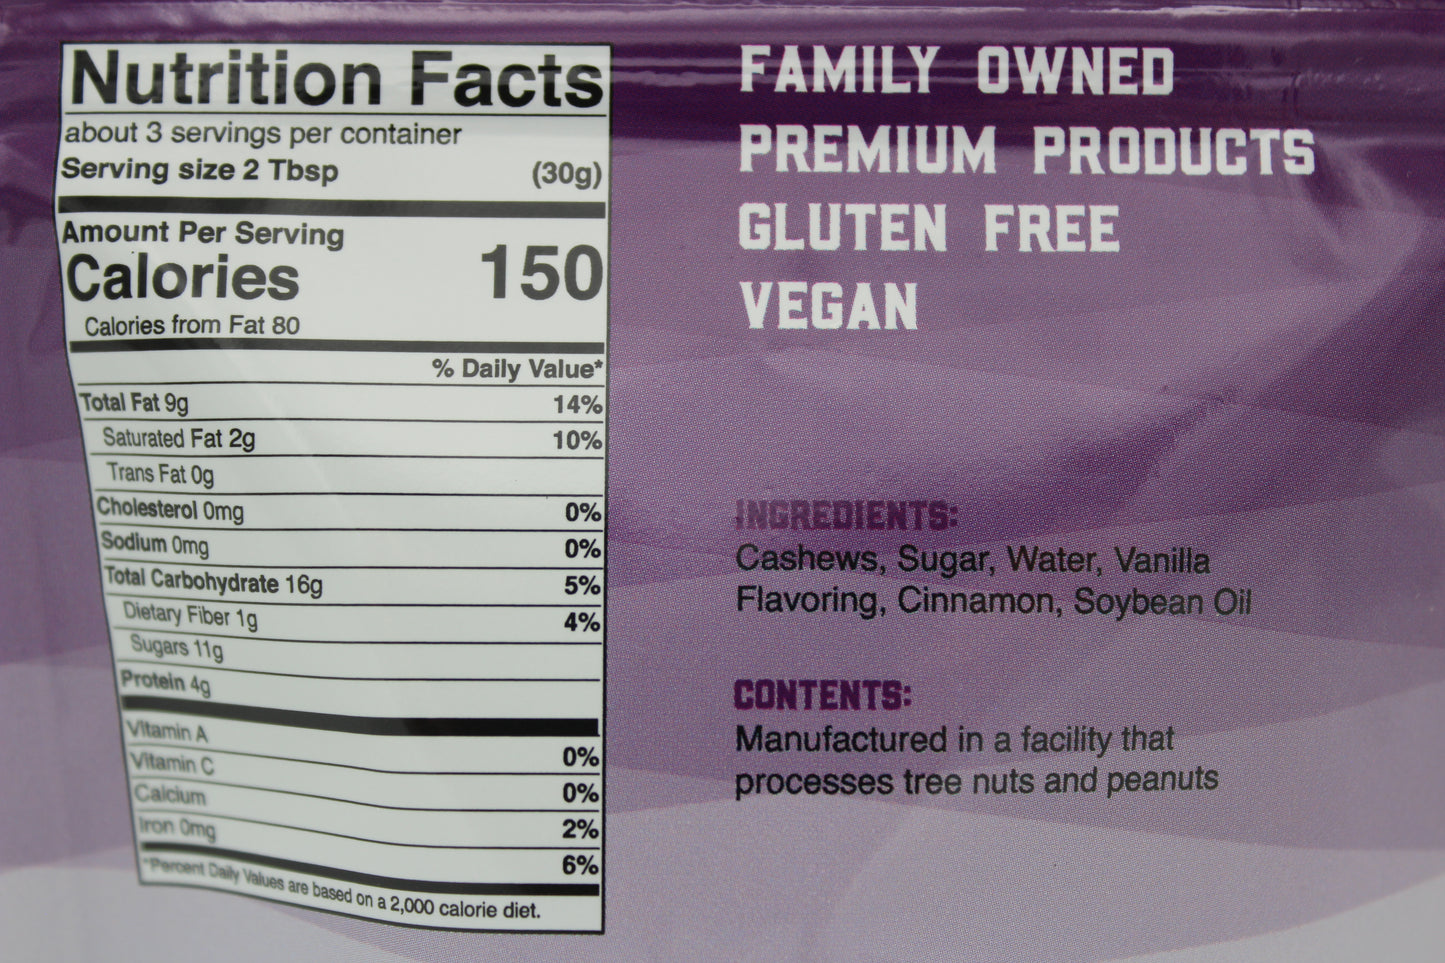 Nutrition Facts
about 3 servings per container
Serving size 2 Tbsp (30g)
Amount Per Serving
Calories 150
Calories from Fat 80
% Daily Value*
Total Fat 9g 14%
Saturated Fat 2g 10%
Trans Fat 0g
Cholesterol 0mg 0%
Sodium 0mg 0%
Total Carbohydrate 16g 5%
Dietary Fiber 1g 4%
Sugars 11g
Protein 4g
Vitamin A 0%
Vitamin C 0%
Calcium 2%
Iron 0mg 6%
*Percent Daily Values are based on a 2,000 calorie diet.
FAMILY OWNED
PREMIUM PRODUCTS
GLUTEN FREE
VEGAN
INGREDIENTS:
Cashews, Sugar, Water, Vanilla
Flavoring, Cinnamon, Soybean Oil
CONTENTS:
Manufactured in a facility that
processes tree nuts and peanuts